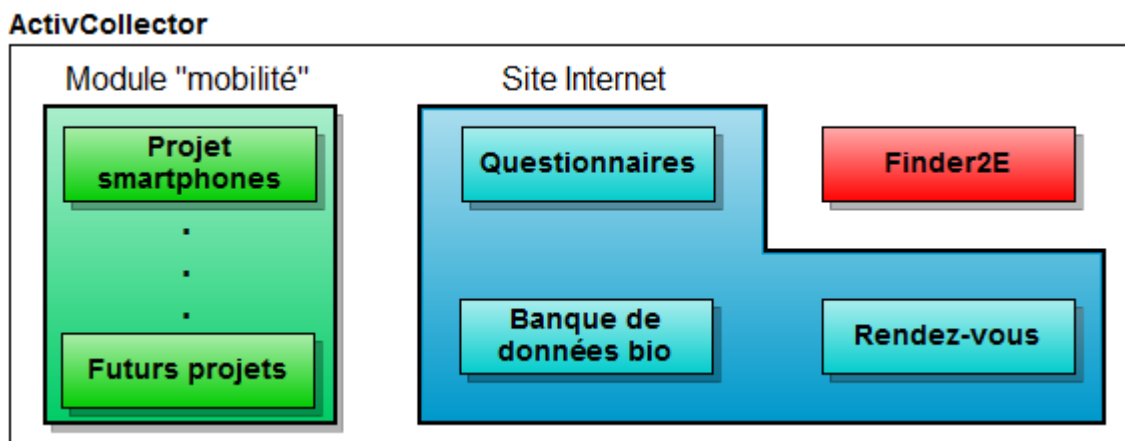 ActivCollector
Module "mobilité"
Site Internet
Projet
smartphones
Questionnaires
Finder2E
.
.
.
Banque de
données bio
Rendez-vous
Futurs projets